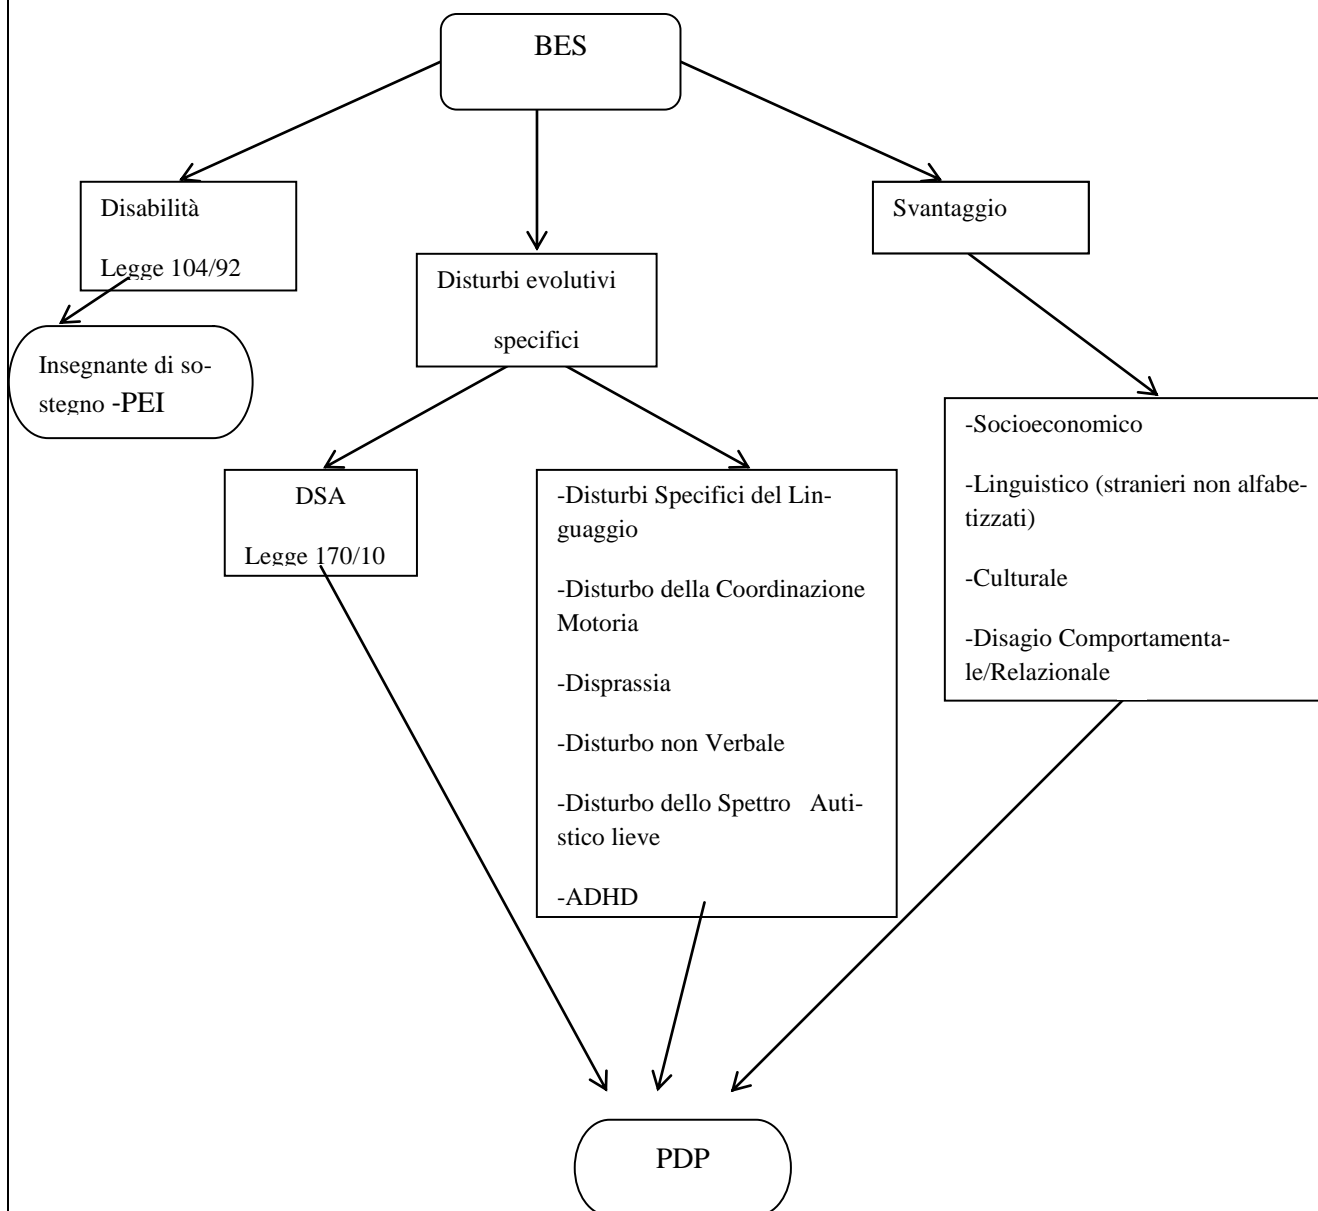 BES
Disabilità
Legge 104/92
Svantaggio
Disturbi evolutivi
specifici
Insegnante di so-
stegno -PEI
DSA
Legge 170/10
-Disturbi Specifici del Lin-
guaggio
-Disturbo della Coordinazione
Motoria
-Disprassia
-Disturbo non Verbale
-Disturbo dello Spettro Auti-
stico lieve
-ADHD
-Socioeconomico
-Linguistico (stranieri non alfabe-
tizzati)
-Culturale
-Disagio Comportamenta-
le/Relazionale
PDP